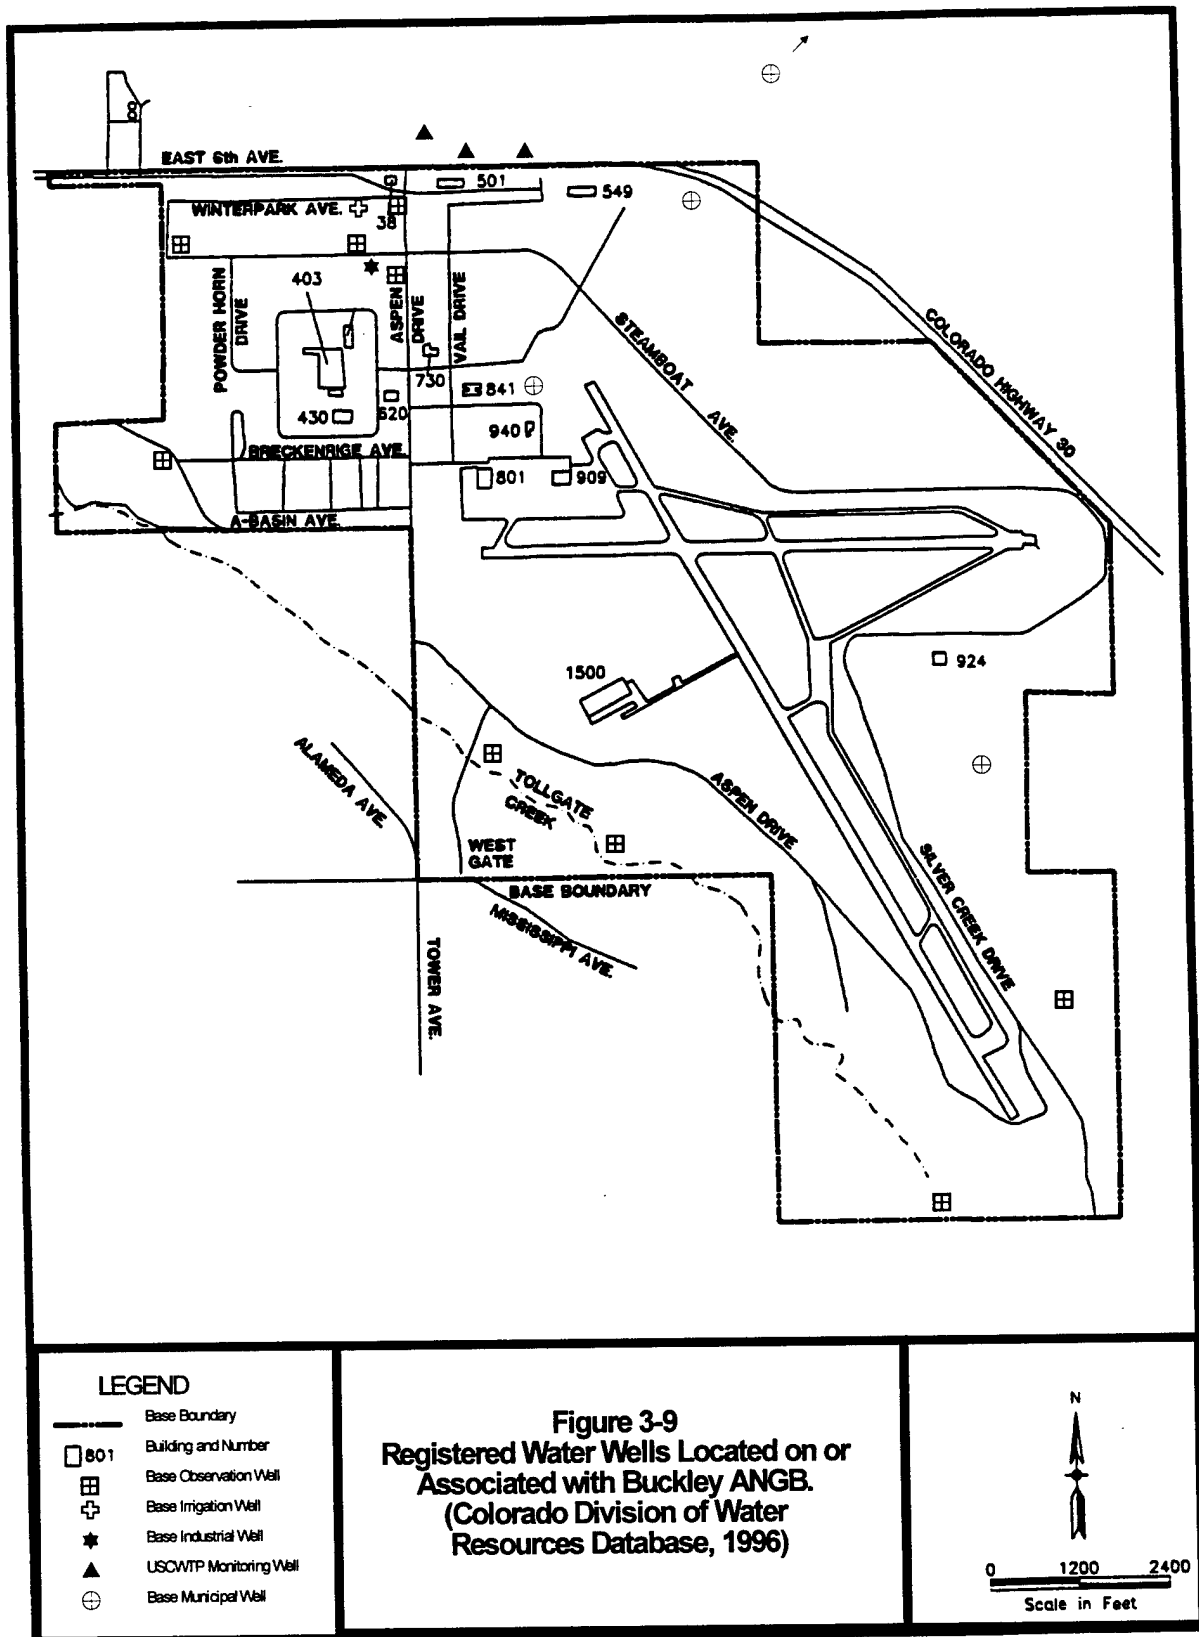 EAST 6th AVE.
501
549
WINTERPARK AVE.
38
403
POWDER HORN
DRIVE
ASPEN
DRIVE
VAIL DRIVE
STEAMBOAT
AVE.
COLORADO HIGHWAY 30
730
841
430
620
940
BRECKENRIGE AVE.
801
909
A-BASIN AVE.
924
1500
ALAMEDA AVE.
TOLLGATE
CREEK
ASPEN DRIVE
WEST
GATE
BASE BOUNDARY
SILVER CREEK DRIVE
MISSISSIPPI AVE.
TOWER AVE.
LEGEND
Base Boundary
801
Building and Number
Base Observation Well
Base Irrigation Well
Base Industrial Well
USCWTP Monitoring Well
Base Municipal Well
Figure 3-9
Registered Water Wells Located on or
Associated with Buckley ANGB.
(Colorado Division of Water
Resources Database, 1996)
N
0 1200 2400
Scale in Feet